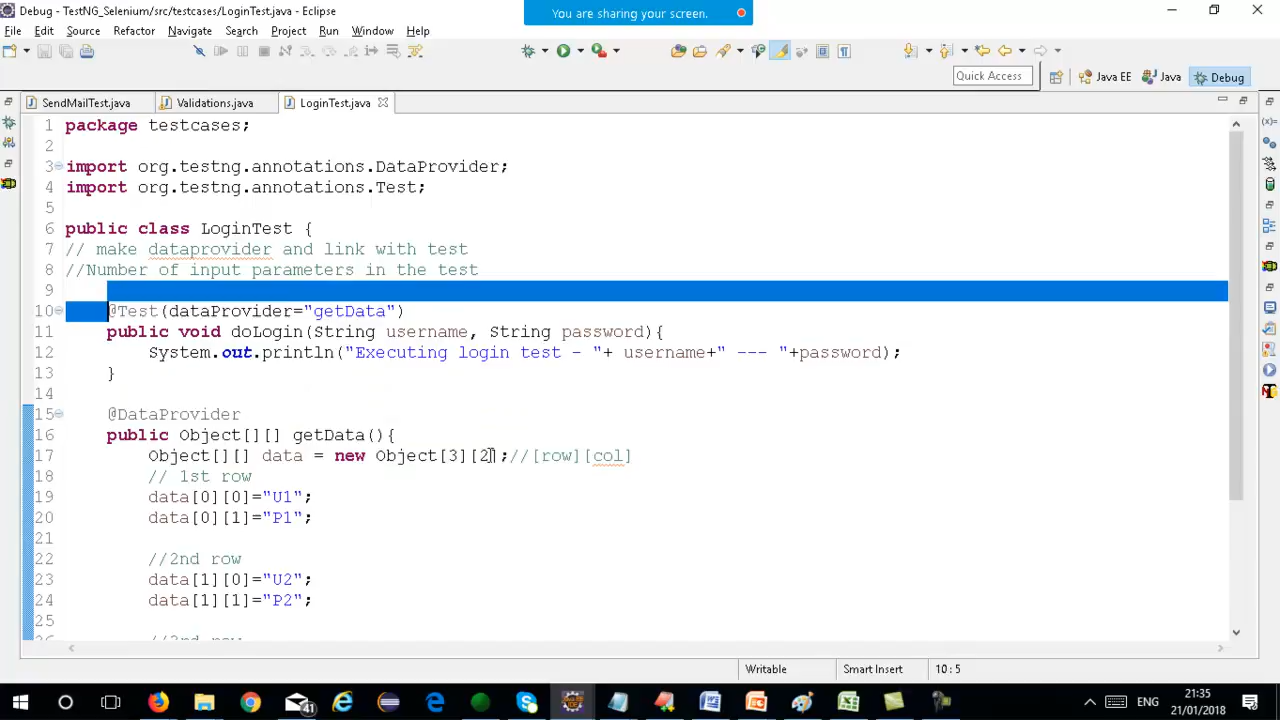 Debug - TestNG_Selenium/src/testcases/LoginTest.java - Eclipse
You are sharing your screen.
File Edit Source Refactor Navigate Search Project Run Window Help
Quick Access
Java EE Java Debug
SendMailTest.java Validations.java LoginTest.java
1 package testcases;
2
3 import org.testng.annotations.DataProvider;
4 import org.testng.annotations.Test;
5
6 public class LoginTest {
7 // make dataprovider and link with test
8 //Number of input parameters in the test
9
10 @Test(dataProvider="getData")
11 public void doLogin(String username, String password){
12 System.out.println("Executing login test - "+ username+" --- "+password);
13 }
14
15 @DataProvider
16 public Object[][] getData(){
17 Object[][] data = new Object[3][2];//[row][col]
18 // 1st row
19 data[0][0]="U1";
20 data[0][1]="P1";
21
22 //2nd row
23 data[1][0]="U2";
24 data[1][1]="P2";
25
26 //3rd row
Writable Smart Insert 10:5
41
ENG
21:35
21/01/2018